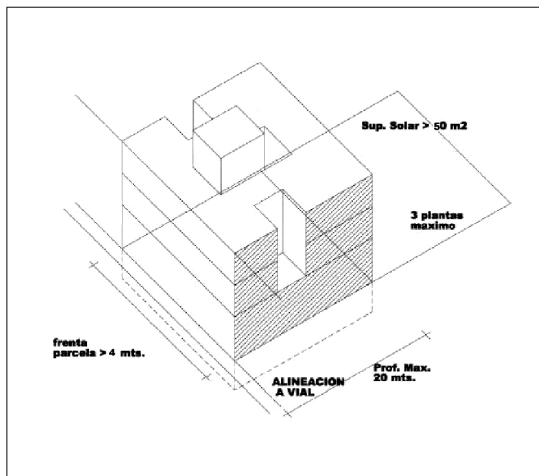 Sup. Solar > 50 m2
3 plantas
maximo
frenta
parcela > 4 mts.
Prof. Max.
20 mts.
ALINEACION
A VIAL